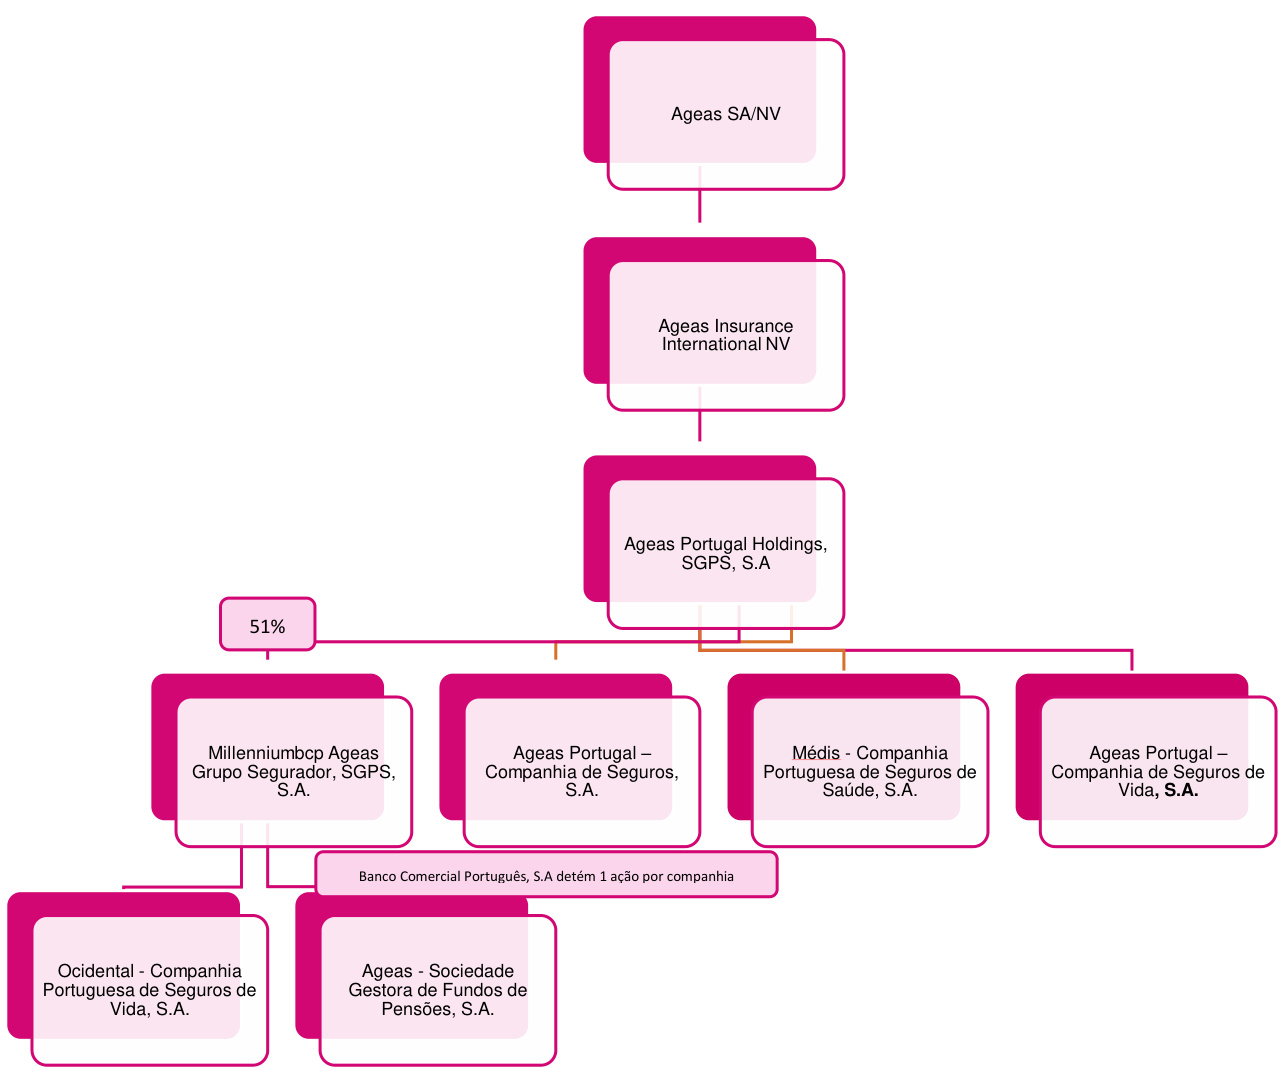 Ageas SA/NV
Ageas Insurance
International NV
Ageas Portugal Holdings,
SGPS, S.A
51%
Millenniumbcp Ageas
Grupo Segurador, SGPS,
S.A.
Ageas Portugal –
Companhia de Seguros,
S.A.
Médis - Companhia
Portuguesa de Seguros de
Saúde, S.A.
Ageas Portugal –
Companhia de Seguros de
Vida, S.A.
Banco Comercial Português, S.A detém 1 ação por companhia
Ocidental - Companhia
Portuguesa de Seguros de
Vida, S.A.
Ageas - Sociedade
Gestora de Fundos de
Pensões, S.A.